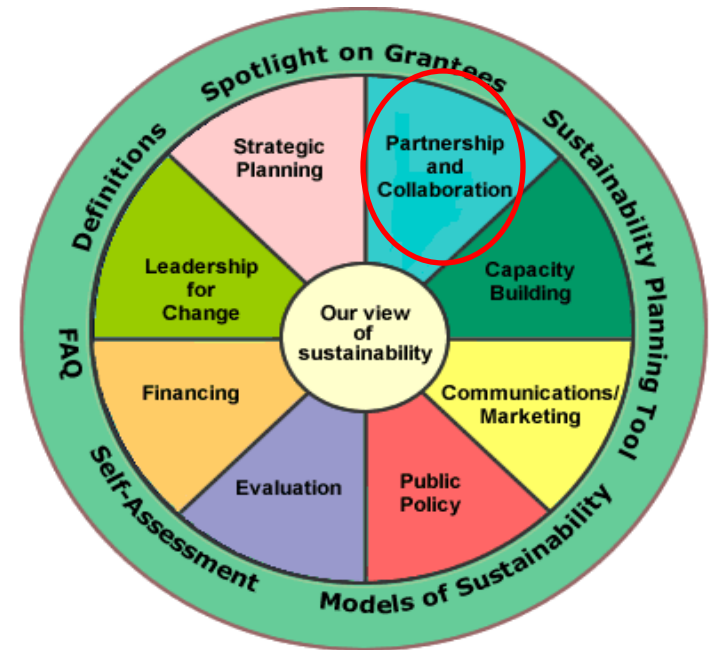 Spotlight on Grantees
Sustainability Planning Tool
Models of Sustainability
Self-Assessment
FAQ
Definitions
Strategic
Planning
Partnership
and
Collaboration
Capacity
Building
Communications/
Marketing
Public
Policy
Evaluation
Financing
Leadership
for
Change
Our view
of
sustainability